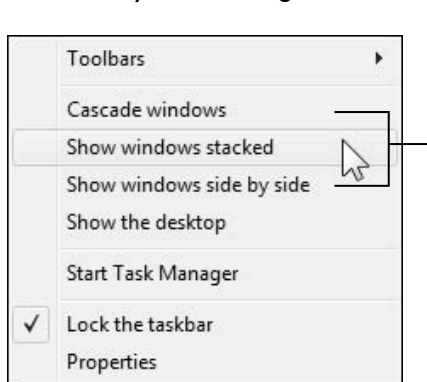 Toolbars
Cascade windows
Show windows stacked
Show windows side by side
Show the desktop
Start Task Manager
Lock the taskbar
Properties